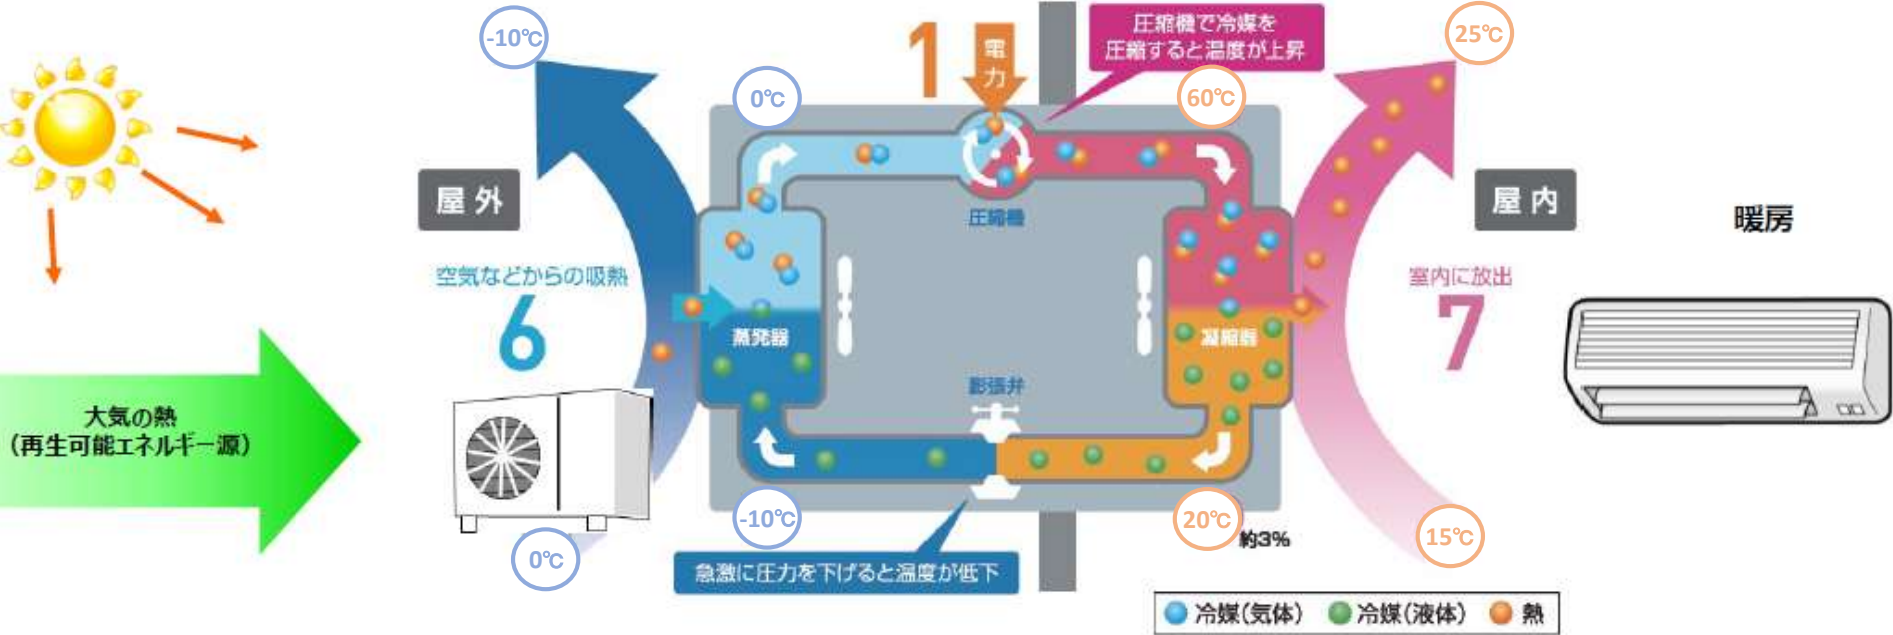 -10℃
1
電力
圧縮機で冷媒を
圧縮すると温度が上昇
25℃
0℃
60℃
屋外
屋内
圧縮機
暖房
空気などからの吸熱
6
室内に放出
7
蒸発器
凝縮器
膨張弁
大気の熱
(再生可能エネルギー源)
-10℃
20℃
約3%
15℃
0℃
急激に圧力を下げると温度が低下
冷媒(気体) 冷媒(液体) 熱